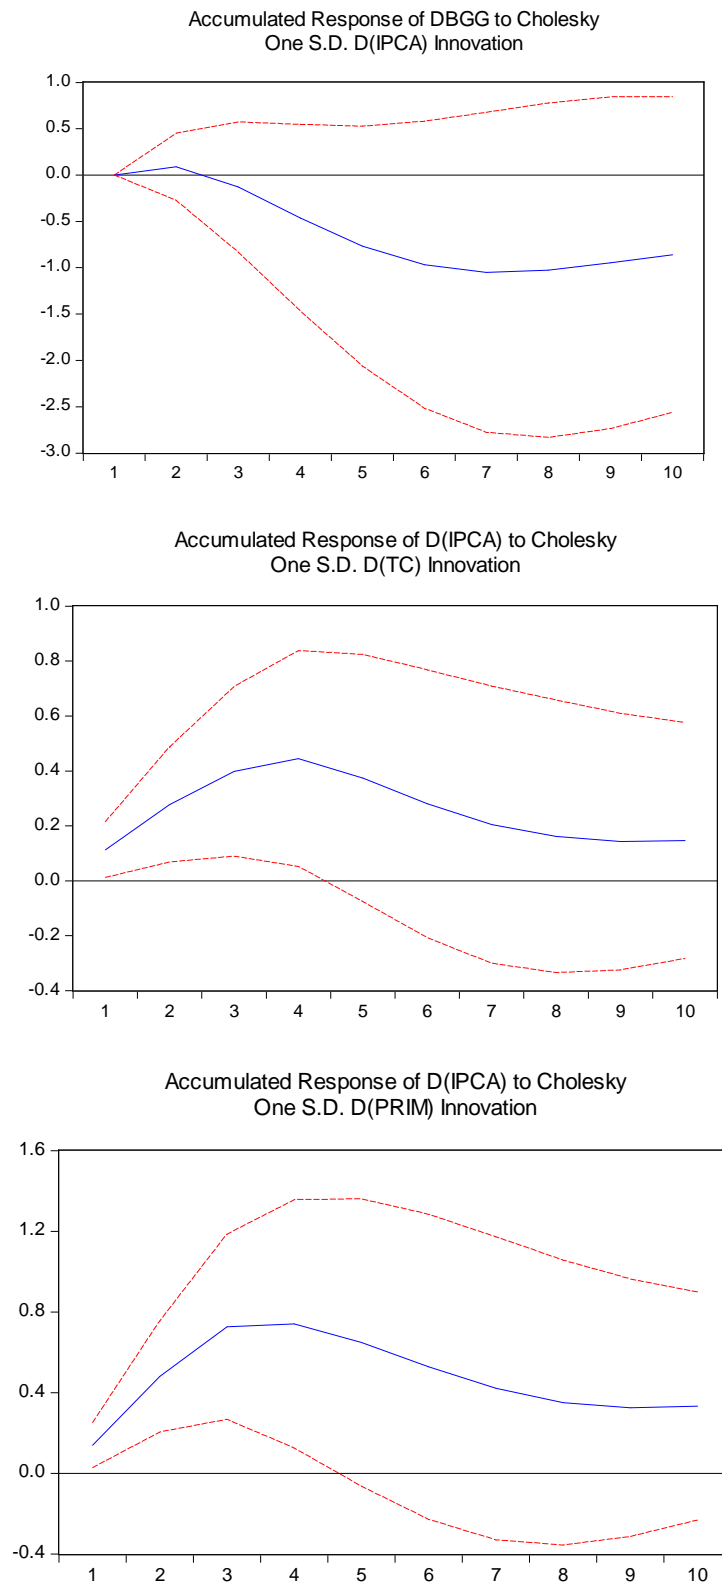 Accumulated Response of DBGG to Cholesky
One S.D. D(IPCA) Innovation
1.0
0.5
0.0
-0.5
-1.0
-1.5
-2.0
-2.5
-3.0
1 2 3 4 5 6 7 8 9 10
Accumulated Response of D(IPCA) to Cholesky
One S.D. D(TC) Innovation
1.0
0.8
0.6
0.4
0.2
0.0
-0.2
-0.4
1 2 3 4 5 6 7 8 9 10
Accumulated Response of D(IPCA) to Cholesky
One S.D. D(PRIM) Innovation
1.6
1.2
0.8
0.4
0.0
-0.4
1 2 3 4 5 6 7 8 9 10